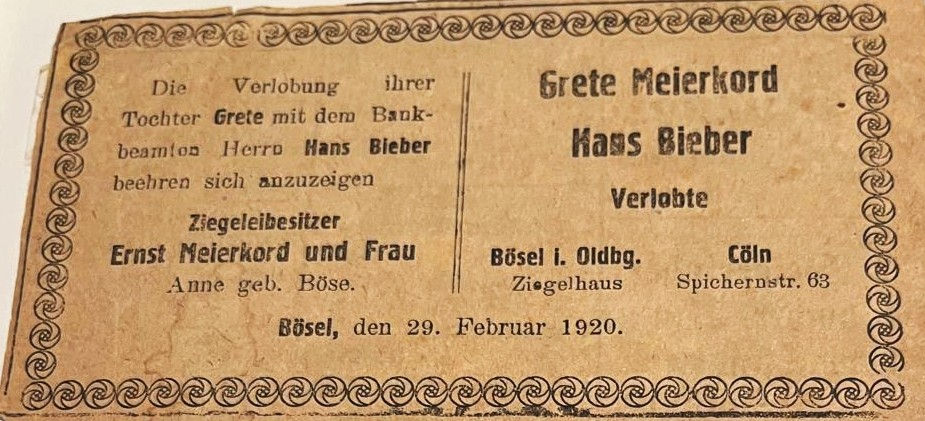 Die Verlobung ihrer
Tochter Grete mit dem Bank-
beamten Herrn Hans Bieber
beehren sich anzuzeigen
Ziegeleibesitzer
Ernst Meierkord und Frau
Anne geb. Böse.
Grete Meierkord
Hans Bieber
Verlobte
Bösel i. Oldbg.
Ziegelhaus
Cöln
Spichernstr. 63
Bösel, den 29. Februar 1920.